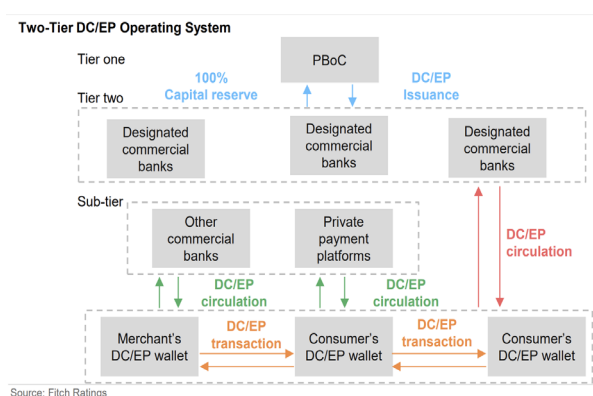 Two-Tier DC/EP Operating System
Tier one
PBoC
100%
Capital reserve
DC/EP
Issuance
Tier two
Designated
commercial
banks
Designated
commercial
banks
Designated
commercial
banks
Sub-tier
Other
commercial
banks
Private
payment
platforms
DC/EP
circulation
DC/EP
circulation
DC/EP
circulation
Merchant's
DC/EP wallet
DC/EP
transaction
Consumer's
DC/EP wallet
DC/EP
transaction
Consumer's
DC/EP wallet
Source: Fitch Ratings